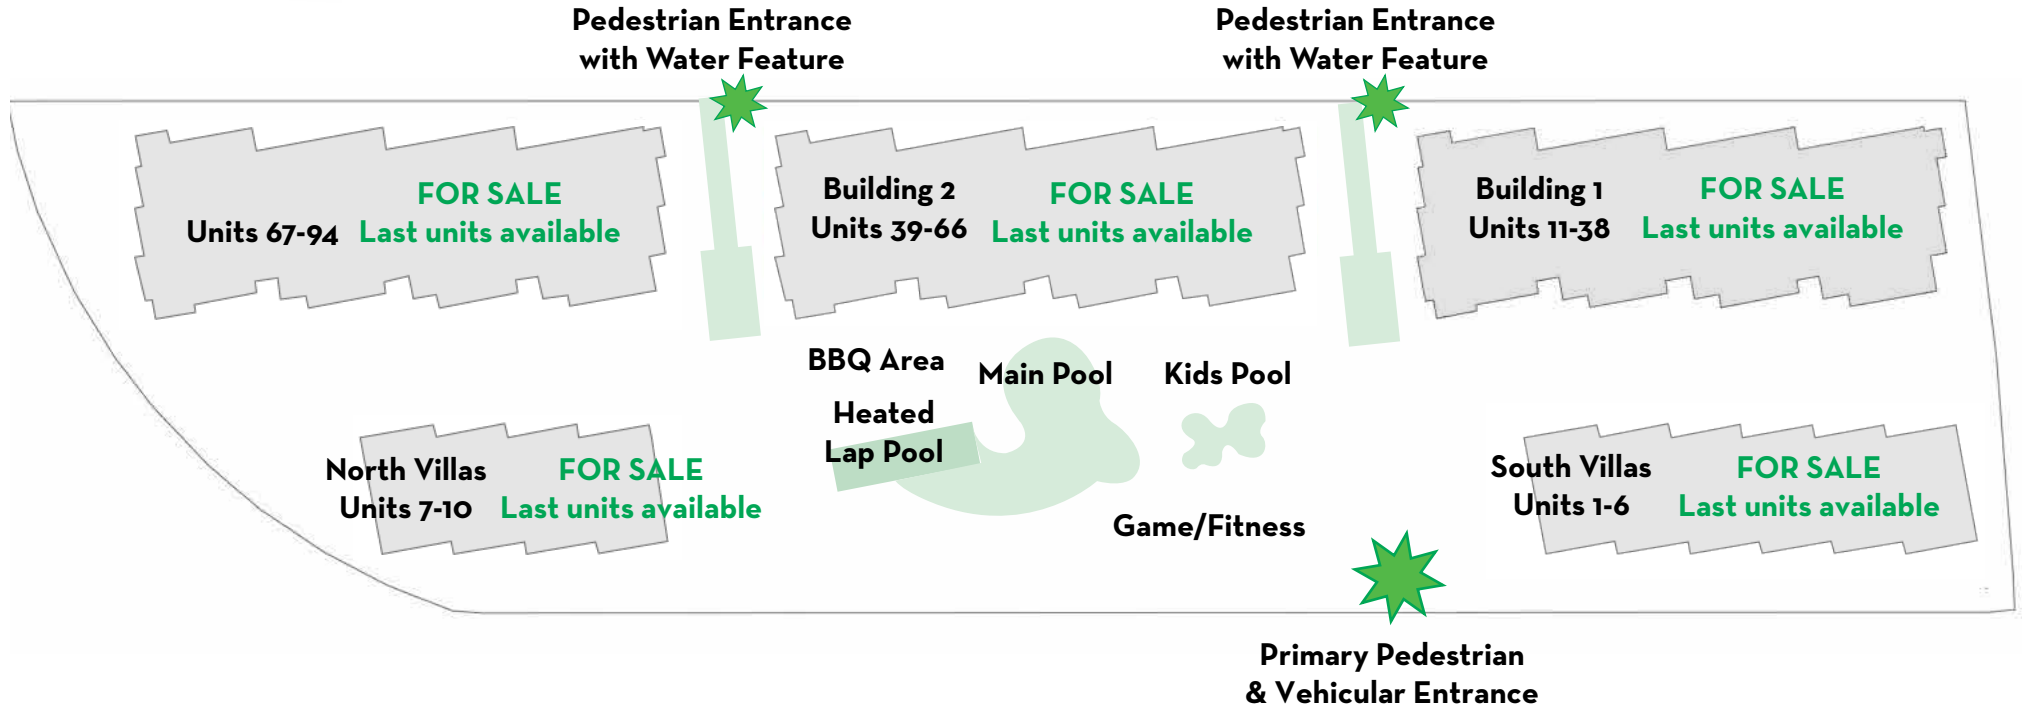 Pedestrian Entrance
with Water Feature
Pedestrian Entrance
with Water Feature
Units 67-94
FOR SALE
Last units available
Building 2
Units 39-66
FOR SALE
Last units available
Building 1
Units 11-38
FOR SALE
Last units available
BBQ Area
Main Pool
Kids Pool
Heated
Lap Pool
North Villas
Units 7-10
FOR SALE
Last units available
Game/Fitness
South Villas
Units 1-6
FOR SALE
Last units available
Primary Pedestrian
& Vehicular Entrance